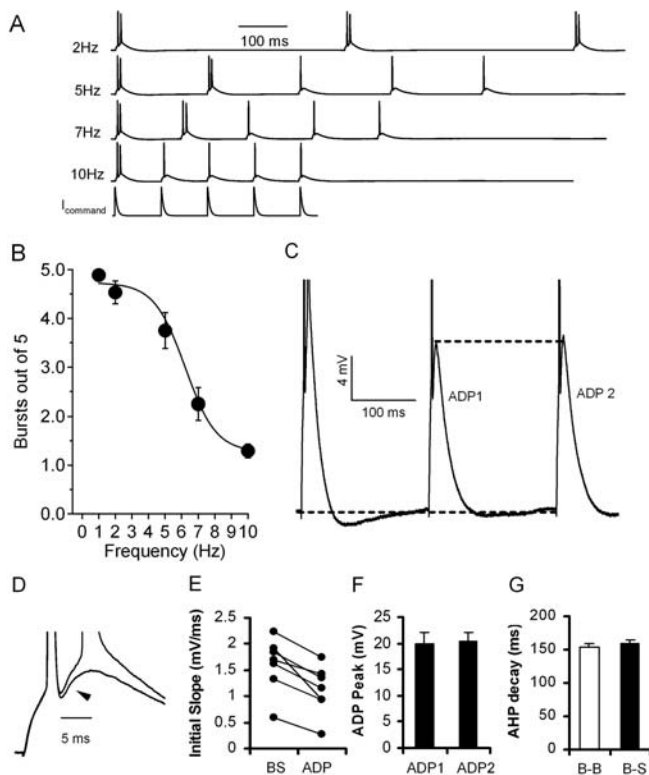 A
100 ms
2Hz
5Hz
7Hz
10Hz
Icommand
B
Bursts out of 5
5.0
4.0
3.0
2.0
1.0
0.0
0 1 2 3 4 5 6 7 8 9 10
Frequency (Hz)
C
4 mV
100 ms
ADP1
ADP 2
D
5 ms
E
Initial Slope (mV/ms)
2.5
2
1.5
1
0.5
0
BS ADP
F
ADP Peak (mV)
25
20
15
10
5
0
ADP1 ADP2
G
AHP decay (ms)
200
150
100
50
0
B-B B-S